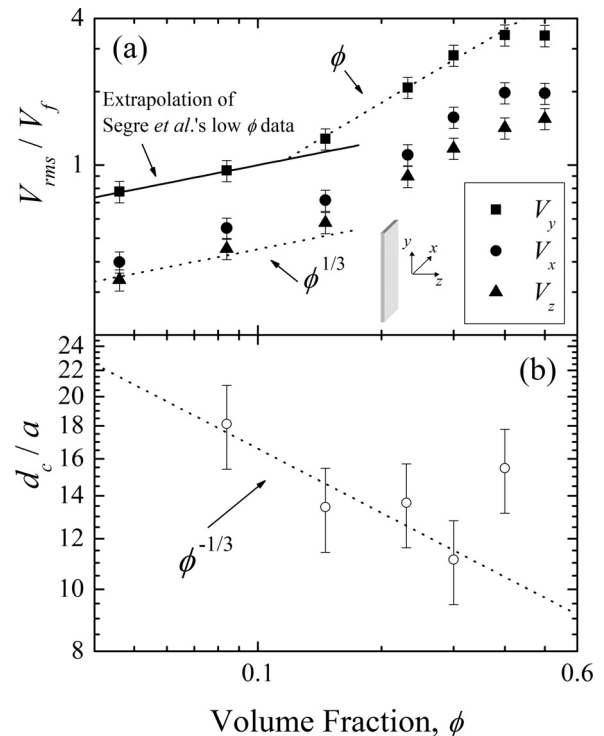 (a)
4
1
V_rms / V_f
Extrapolation of
Segre et al.'s low ϕ data
ϕ
ϕ^1/3
y x
z
V_y
V_x
V_z
(b)
24
22
20
18
16
14
12
10
8
d_c / a
ϕ^-1/3
0.1 0.6
Volume Fraction, ϕ